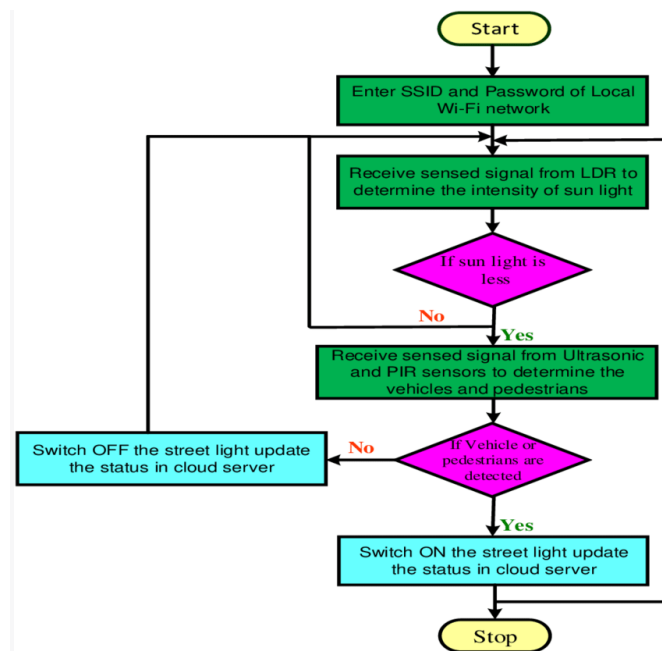 Start
Enter SSID and Password of Local
Wi-Fi network
Receive sensed signal from LDR to
determine the intensity of sun light
If sun light is
less
No
Yes
Receive sensed signal from Ultrasonic
and PIR sensors to determine the
vehicles and pedestrians
If Vehicle or
pedestrians are
detected
No
Switch OFF the street light update
the status in cloud server
Yes
Switch ON the street light update
the status in cloud server
Stop